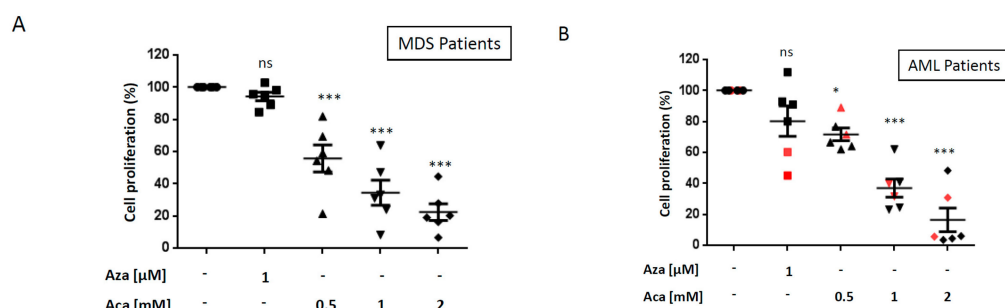 A
MDS Patients
Cell proliferation (%)
120
100
80
60
40
20
0
ns
***
***
***
Aza [µM] - 1 - - -
Aca [mM] - - 0.5 1 2
B
AML Patients
Cell proliferation (%)
120
100
80
60
40
20
0
ns
*
***
***
Aza [µM] - 1 - - -
Aca [mM] - - 0.5 1 2